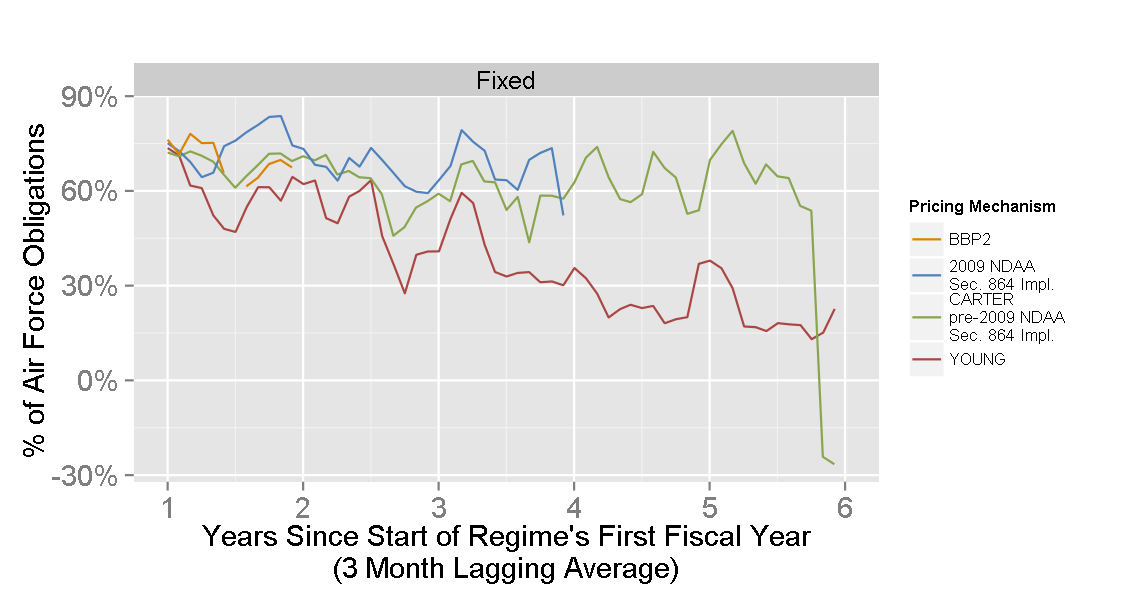 Fixed
90%
60%
30%
0%
-30%
% of Air Force Obligations
1 2 3 4 5 6
Years Since Start of Regime's First Fiscal Year
(3 Month Lagging Average)
Pricing Mechanism
BBP2
2009 NDAA
Sec. 864 Impl.
CARTER
pre-2009 NDAA
Sec. 864 Impl.
YOUNG